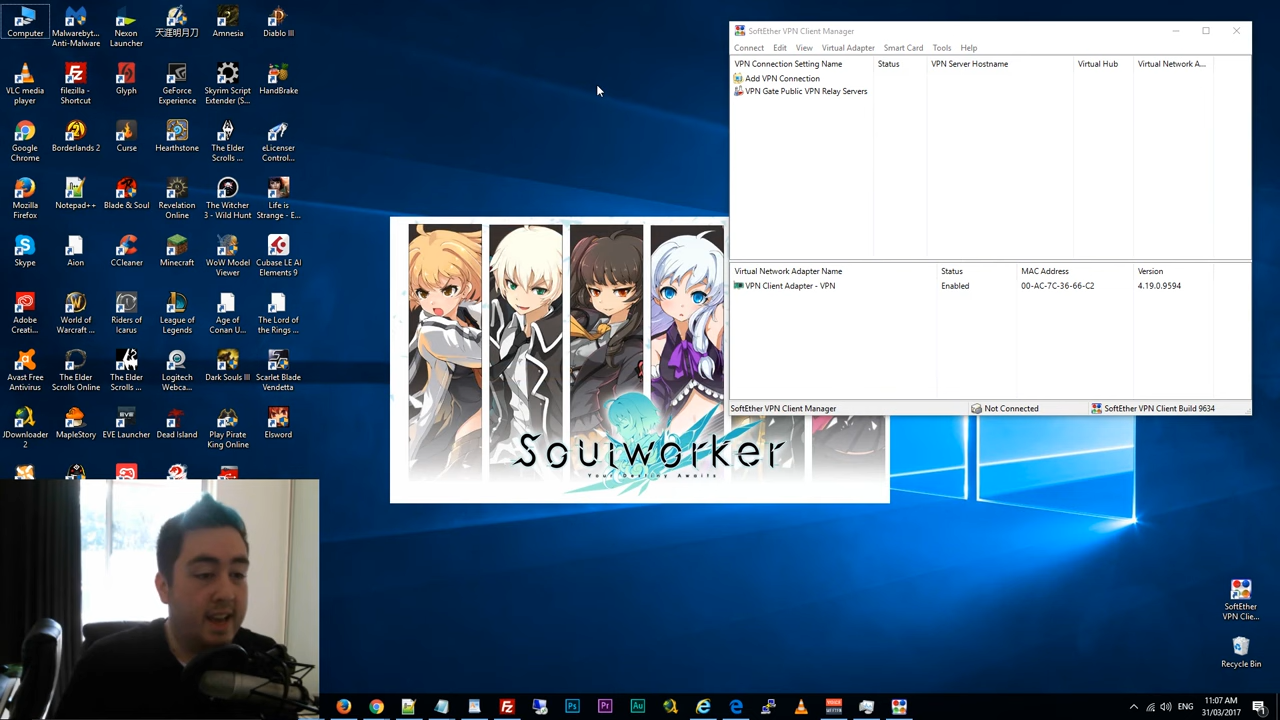 Computer
Malwareby...
Anti-Malware
Nexon
Launcher
天涯明月刀
Amnesia
Diablo III
VLC media
player
filezilla -
Shortcut
Glyph
GeForce
Experience
Skyrim Script
Extender (S...
HandBrake
Google
Chrome
Borderlands 2
Curse
Hearthstone
The Elder
Scrolls ...
eLicenser
Control...
Mozilla
Firefox
Notepad++
Blade & Soul
Revelation
Online
The Witcher
3 - Wild Hunt
Life is
Strange - E...
Skype
Aion
CCleaner
Minecraft
WoW Model
Viewer
Cubase LE AI
Elements 9
Adobe
Creati...
World of
Warcraft
Riders of
Icarus
League of
Legends
Age of
Conan U...
The Lord of
the Rings ...
Avast Free
Antivirus
The Elder
Scrolls Online
The Elder
Scrolls ...
Logitech
Webca...
Dark Souls III
Scarlet Blade
Vendetta
JDownloader
2
MapleStory
EVE Launcher
Dead Island
Play Pirate
King Online
Elsword
SoftEther VPN Client Manager
Connect Edit View Virtual Adapter Smart Card Tools Help
VPN Connection Setting Name Status VPN Server Hostname Virtual Hub Virtual Network A...
Add VPN Connection
VPN Gate Public VPN Relay Servers
Virtual Network Adapter Name Status MAC Address Version
VPN Client Adapter - VPN Enabled 00-AC-7C-36-66-C2 4.19.0.9594
SoftEther VPN Client Manager Not Connected SoftEther VPN Client Build 9634
Soulworker
Your Destiny Awaits
SoftEther
VPN Clie...
Recycle Bin
ENG
11:07 AM
31/03/2017